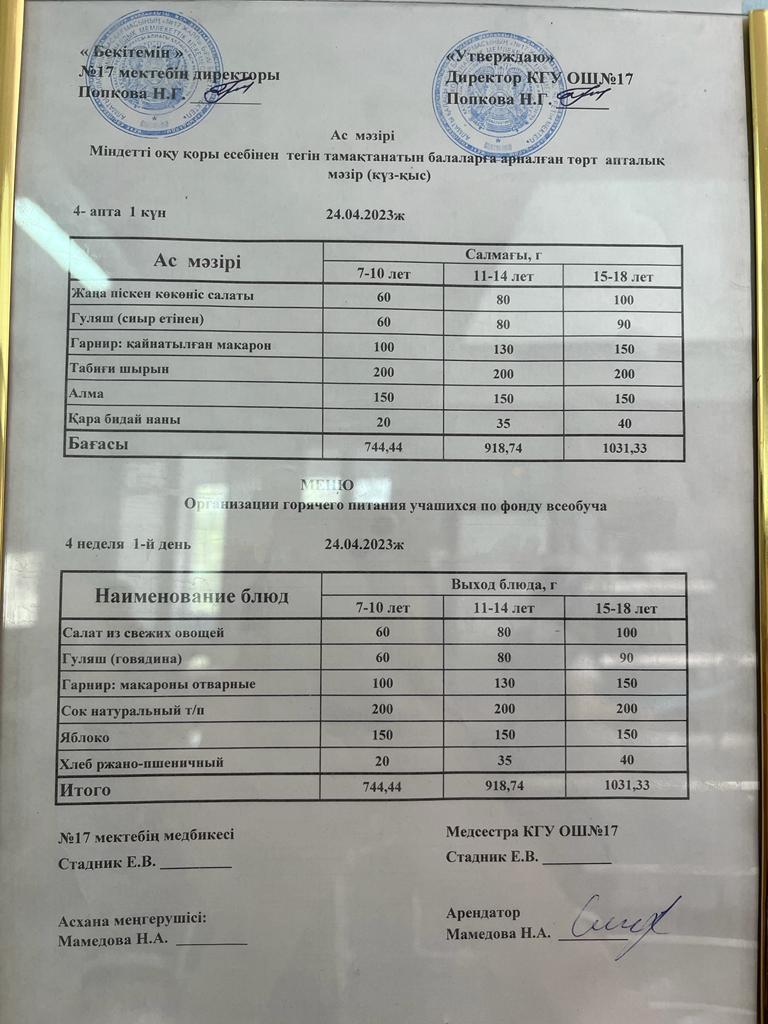 « Бекітемін »
№17 мектебің директоры
Попкова Н.Г. ________
«Утверждаю»
Директор КГУ ОШ№17
Попкова Н.Г. ________
Ас мәзірі
Міндетті оқу қоры есебінен тегін тамақтанатын балаларға арналған төрт апталық
мәзір (күз-қыс)
4- апта 1 күн 24.04.2023ж
Ас мәзірі Салмағы, г
7-10 лет 11-14 лет 15-18 лет
Жаңа піскен көкөніс салаты 60 80 100
Гуляш (сиыр етінен) 60 80 90
Гарнир: қайнатылған макарон 100 130 150
Табиғи шырын 200 200 200
Алма 150 150 150
Қара бидай наны 20 35 40
Бағасы 744,44 918,74 1031,33
МЕНЮ
Организации горячего питания учашихся по фонду всеобуча
4 неделя 1-й день 24.04.2023ж
Наименование блюд Выход блюда, г
7-10 лет 11-14 лет 15-18 лет
Салат из свежих овощей 60 80 100
Гуляш (говядина) 60 80 90
Гарнир: макароны отварные 100 130 150
Сок натуральный т/п 200 200 200
Яблоко 150 150 150
Хлеб ржано-пшеничный 20 35 40
Итого 744,44 918,74 1031,33
№17 мектебің медбикесі
Стадник Е.В. ________
Медсестра КГУ ОШ№17
Стадник Е.В. ________
Асхана меңгерушісі:
Мамедова Н.А. ________
Арендатор
Мамедова Н.А. ________